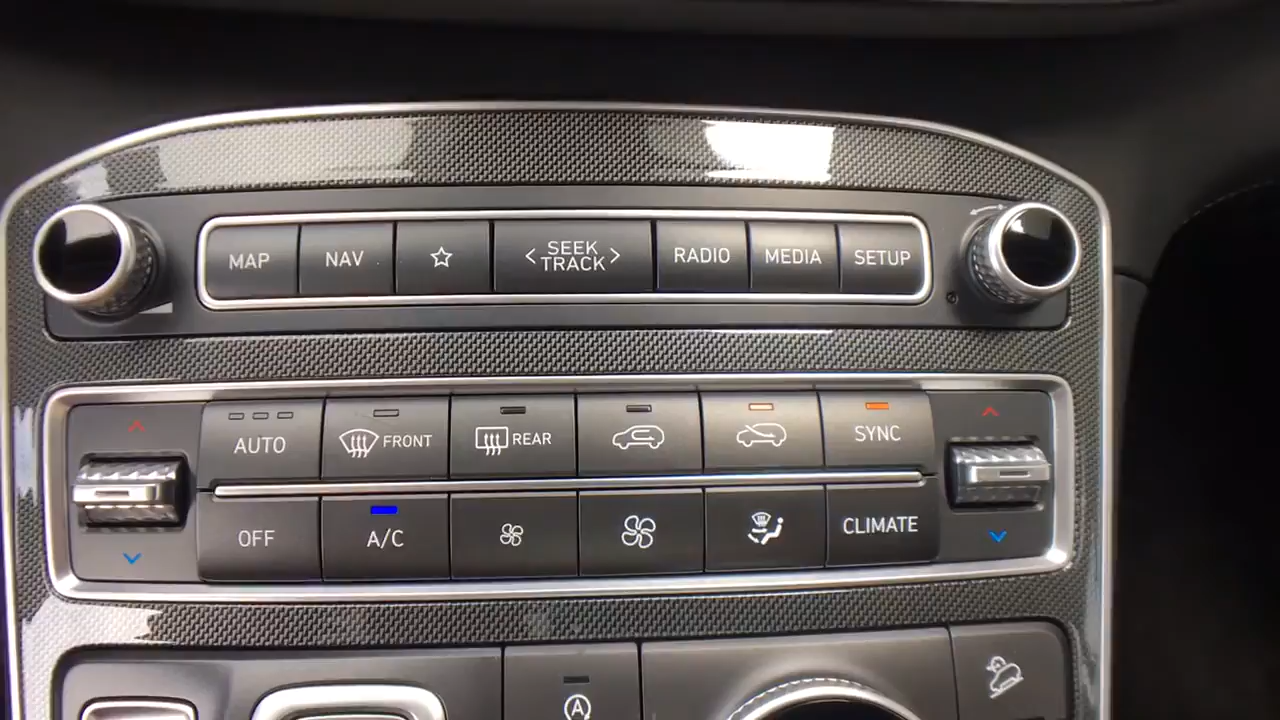 MAP
NAV
SEEK
TRACK
RADIO
MEDIA
SETUP
AUTO
FRONT
REAR
SYNC
OFF
A/C
CLIMATE
A